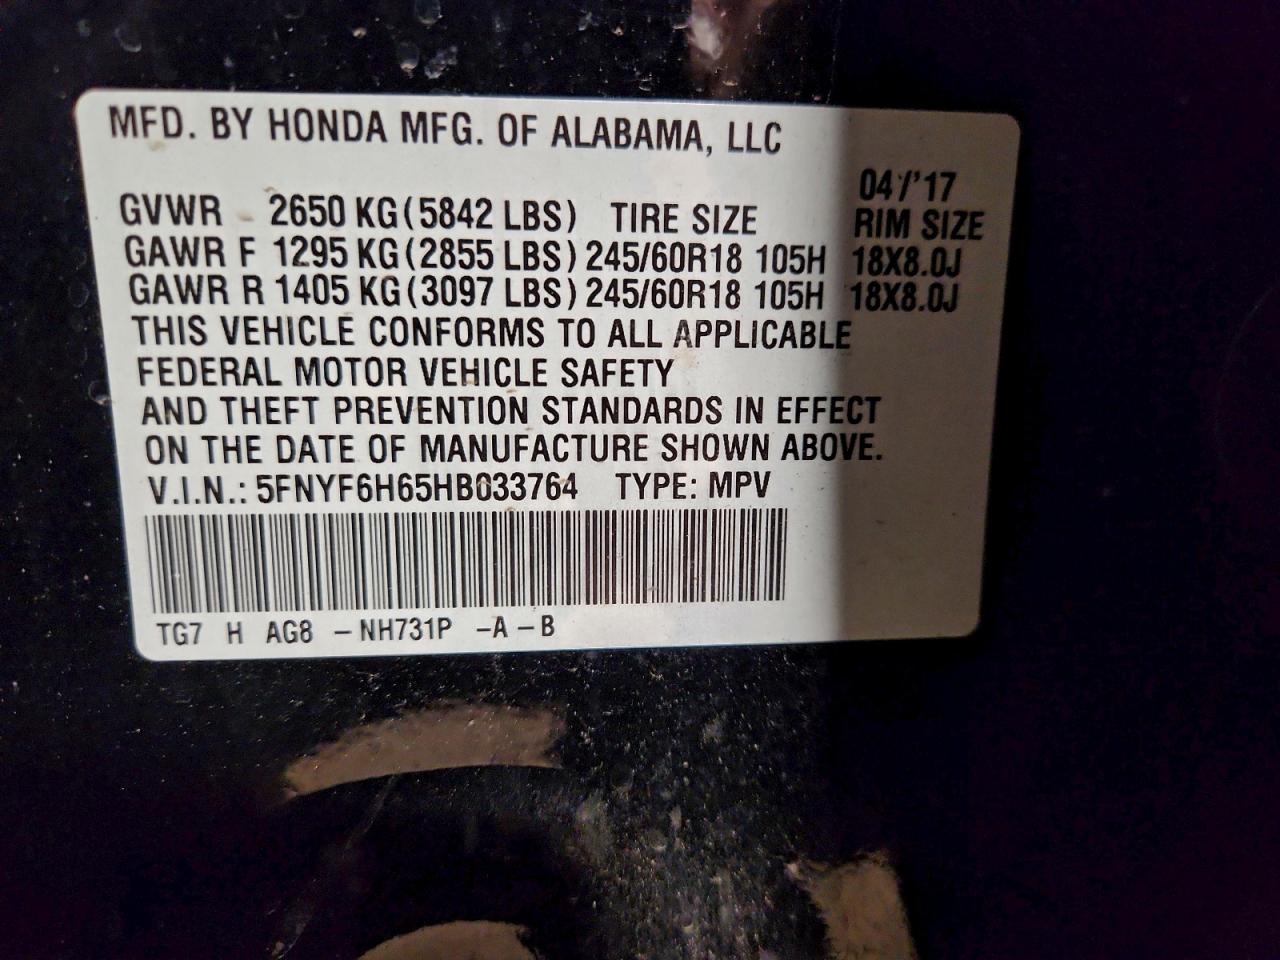 MFD. BY HONDA MFG. OF ALABAMA, LLC
04/'17
GVWR 2650 KG (5842 LBS) TIRE SIZE RIM SIZE
GAWR F 1295 KG (2855 LBS) 245/60R18 105H 18X8.0J
GAWR R 1405 KG (3097 LBS) 245/60R18 105H 18X8.0J
THIS VEHICLE CONFORMS TO ALL APPLICABLE
FEDERAL MOTOR VEHICLE SAFETY
AND THEFT PREVENTION STANDARDS IN EFFECT
ON THE DATE OF MANUFACTURE SHOWN ABOVE.
V.I.N.: 5FNYF6H65HB033764 TYPE: MPV
TG7 H AG8 -NH731P -A-B